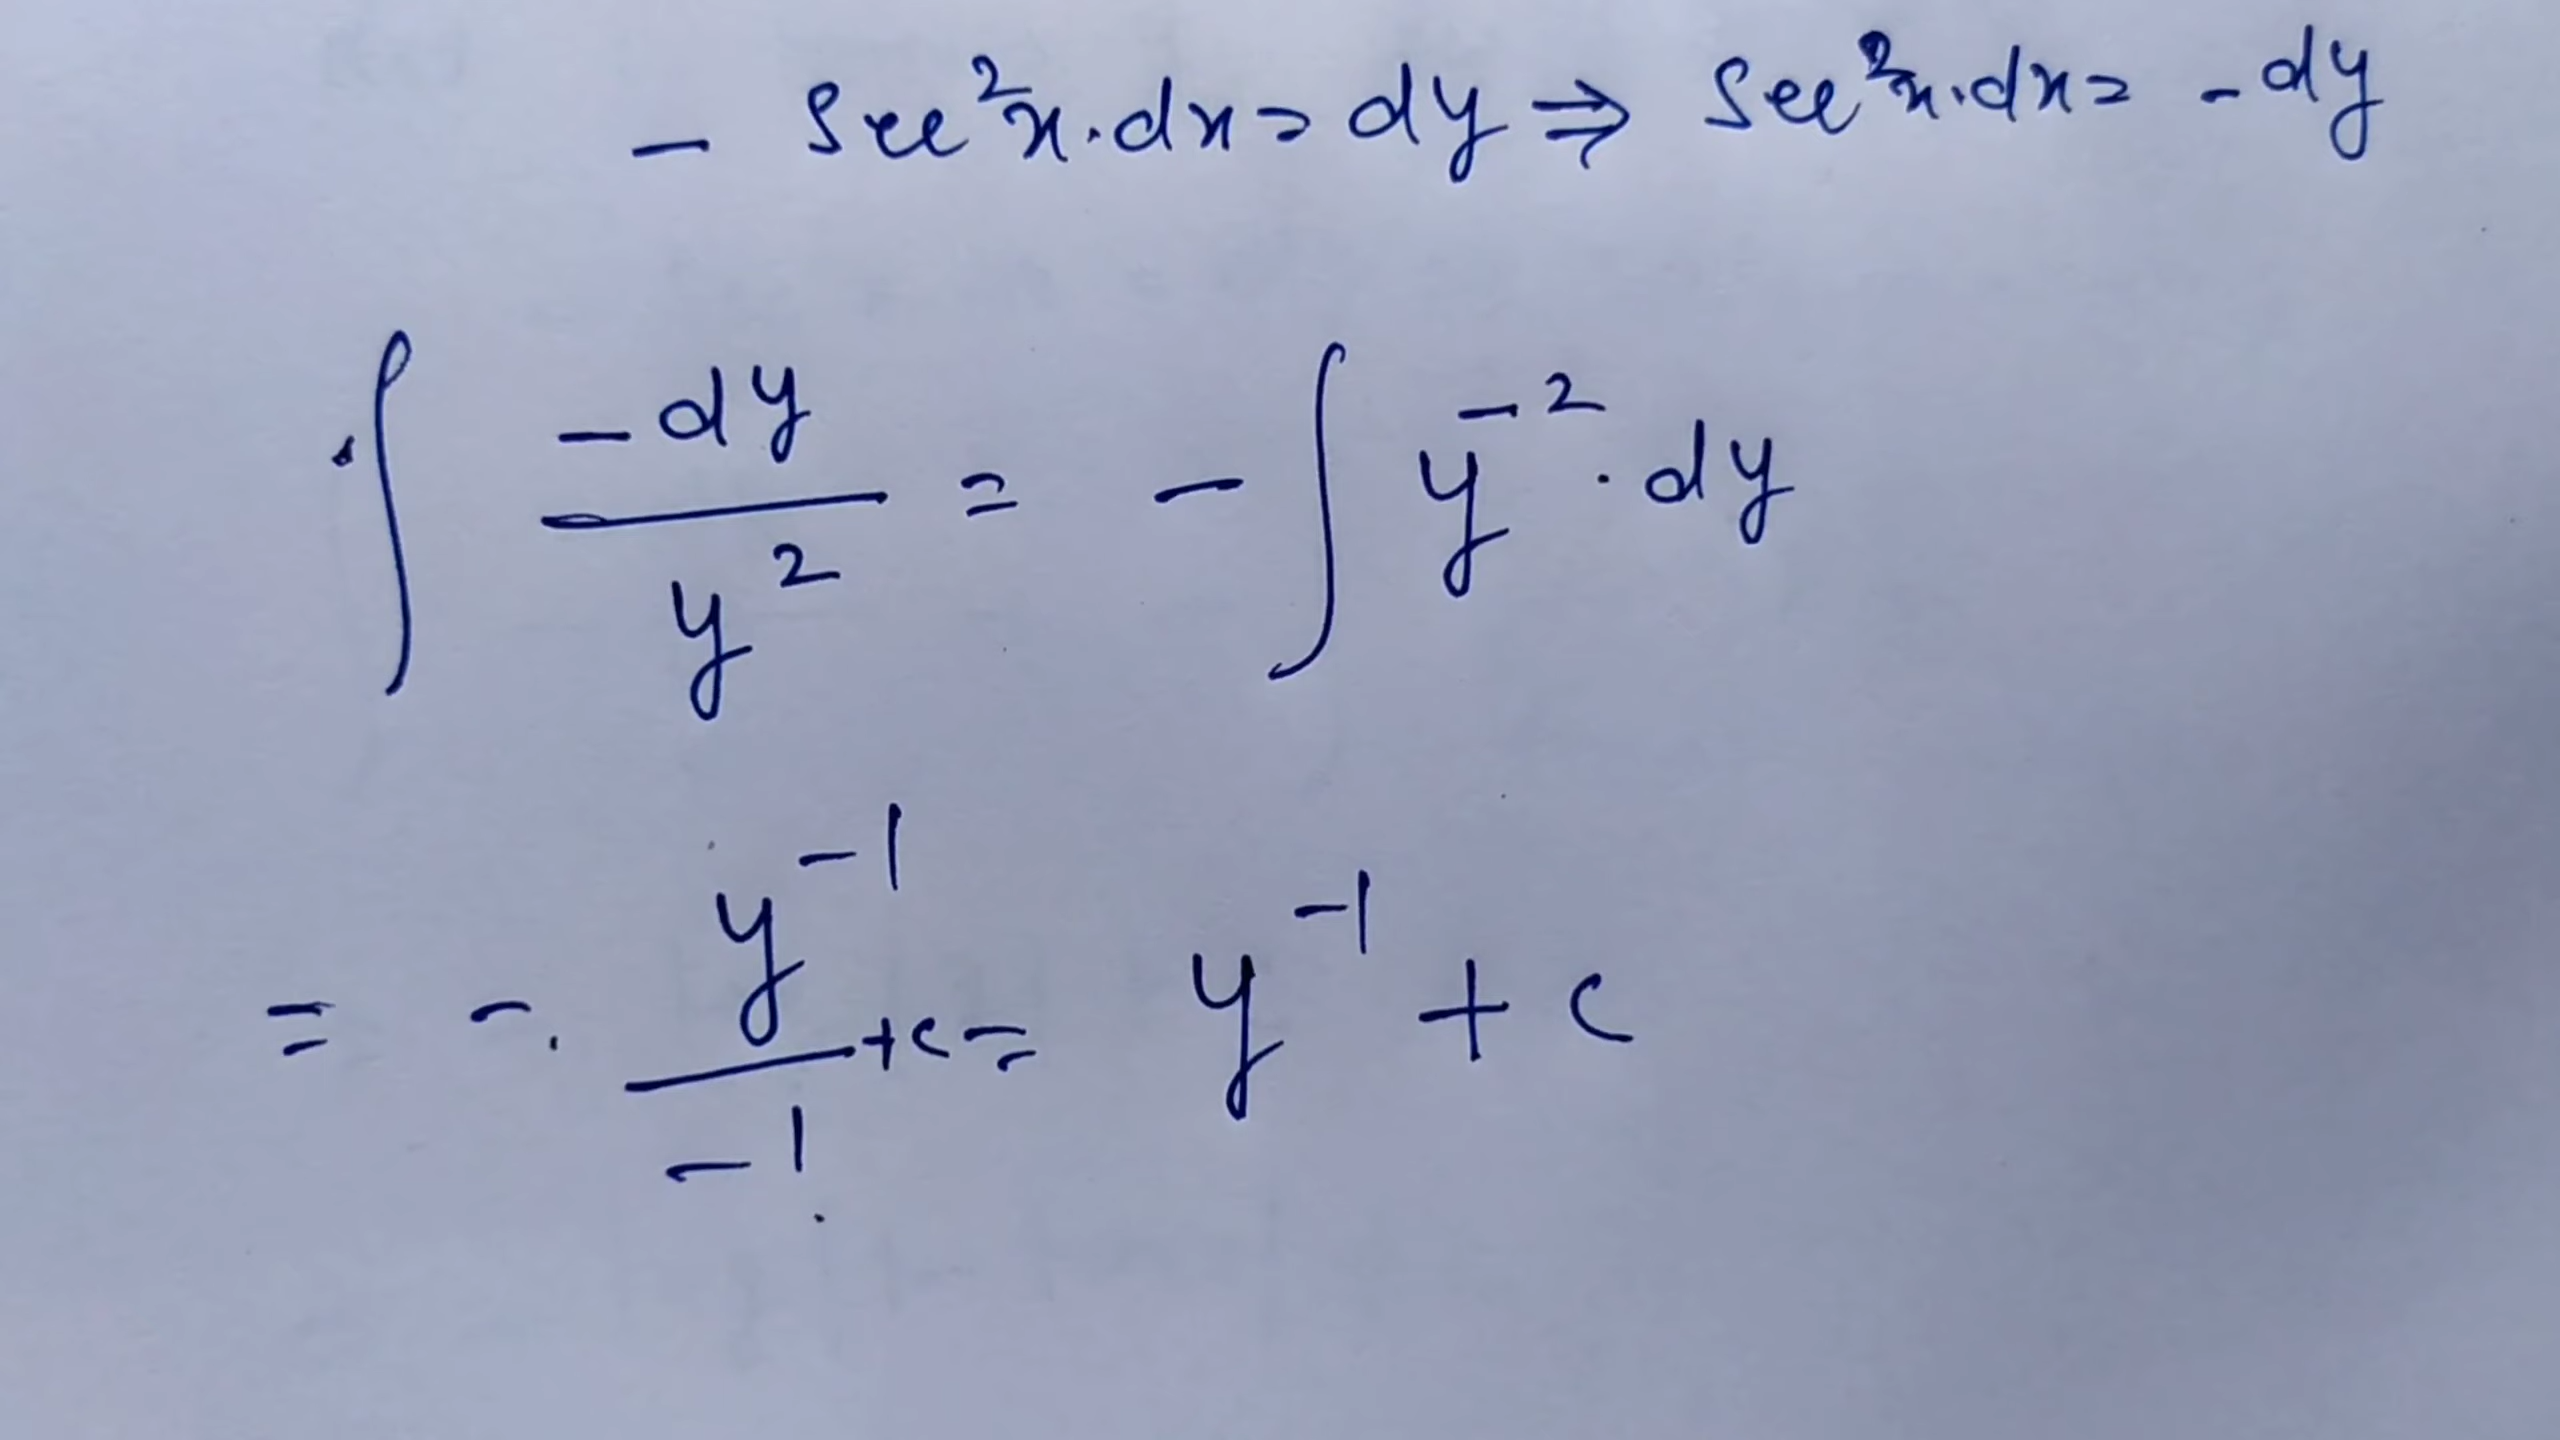 - Sec²x.dx = dy ⇒ Sec²x.dx = -dy
∫ -dy/y² = - ∫ y⁻² . dy
= - . y⁻¹/-1 + c = y⁻¹ + c